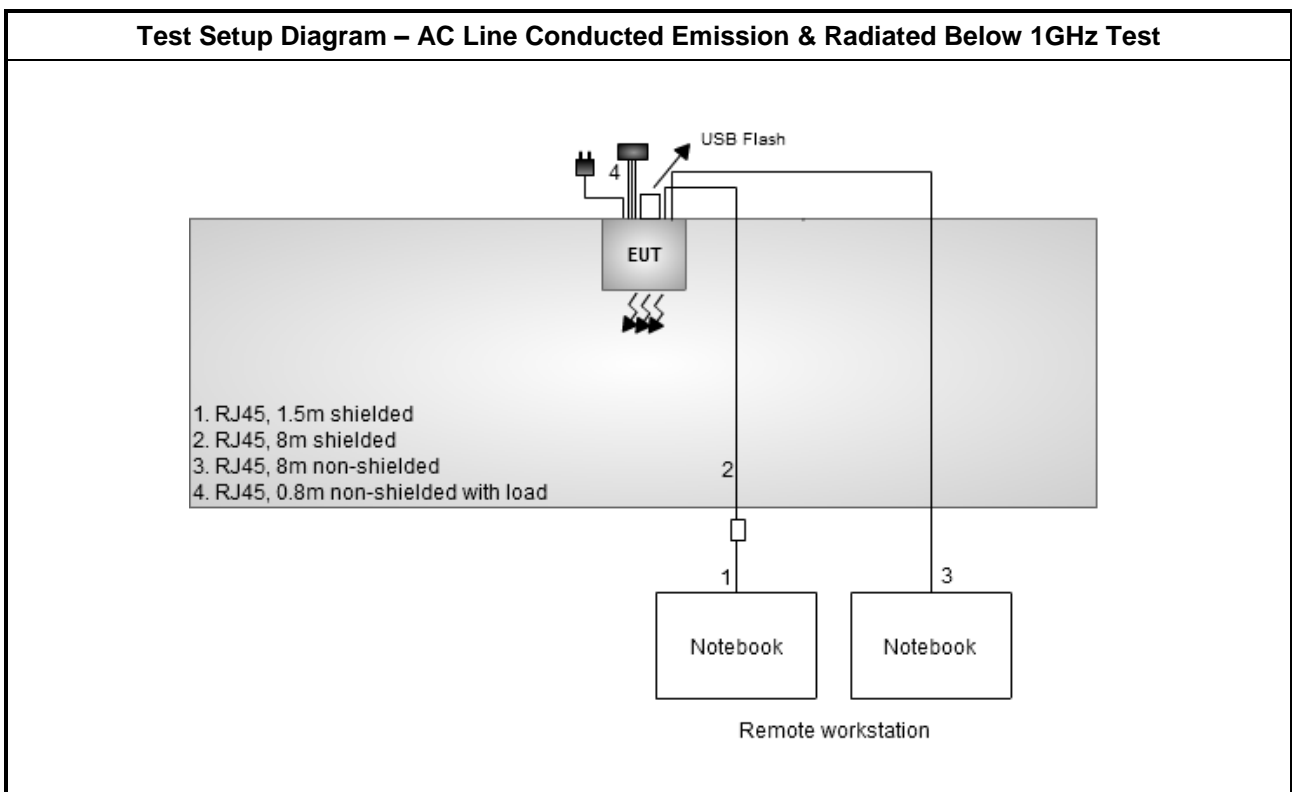 Test Setup Diagram – AC Line Conducted Emission & Radiated Below 1GHz Test
USB Flash
4
EUT
1. RJ45, 1.5m shielded
2. RJ45, 8m shielded
3. RJ45, 8m non-shielded
4. RJ45, 0.8m non-shielded with load
2
1
3
Notebook
Notebook
Remote workstation